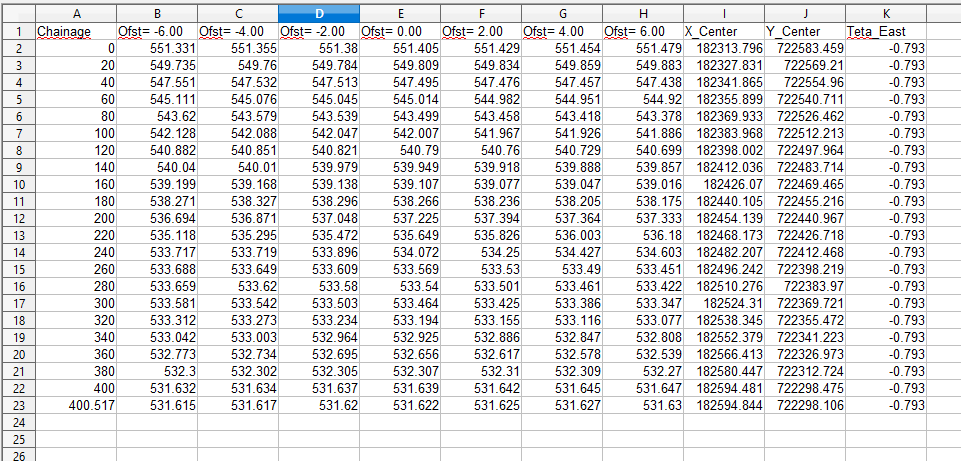 A B C D E F G H I J K
1 Chainage Ofst= -6.00 Ofst= -4.00 Ofst= -2.00 Ofst= 0.00 Ofst= 2.00 Ofst= 4.00 Ofst= 6.00 X_Center Y_Center Teta_East
2 0 551.331 551.355 551.38 551.405 551.429 551.454 551.479 182313.796 722583.459 -0.793
3 20 549.735 549.76 549.784 549.809 549.834 549.859 549.883 182327.831 722569.21 -0.793
4 40 547.551 547.532 547.513 547.495 547.476 547.457 547.438 182341.865 722554.96 -0.793
5 60 545.111 545.076 545.045 545.014 544.982 544.951 544.92 182355.899 722540.711 -0.793
6 80 543.62 543.579 543.539 543.499 543.458 543.418 543.378 182369.933 722526.462 -0.793
7 100 542.128 542.088 542.047 542.007 541.967 541.926 541.886 182383.968 722512.213 -0.793
8 120 540.882 540.851 540.821 540.79 540.76 540.729 540.699 182398.002 722497.964 -0.793
9 140 540.04 540.01 539.979 539.949 539.918 539.888 539.857 182412.036 722483.714 -0.793
10 160 539.199 539.168 539.138 539.107 539.077 539.047 539.016 182426.07 722469.465 -0.793
11 180 538.271 538.327 538.296 538.266 538.236 538.205 538.175 182440.105 722455.216 -0.793
12 200 536.694 536.871 537.048 537.225 537.394 537.364 537.333 182454.139 722440.967 -0.793
13 220 535.118 535.295 535.472 535.649 535.826 536.003 536.18 182468.173 722426.718 -0.793
14 240 533.717 533.719 533.896 534.072 534.25 534.427 534.603 182482.207 722412.468 -0.793
15 260 533.688 533.649 533.609 533.569 533.53 533.49 533.451 182496.242 722398.219 -0.793
16 280 533.659 533.62 533.58 533.54 533.501 533.461 533.422 182510.276 722383.97 -0.793
17 300 533.581 533.542 533.503 533.464 533.425 533.386 533.347 182524.31 722369.721 -0.793
18 320 533.312 533.273 533.234 533.194 533.155 533.116 533.077 182538.345 722355.472 -0.793
19 340 533.042 533.003 532.964 532.925 532.886 532.847 532.808 182552.379 722341.223 -0.793
20 360 532.773 532.734 532.695 532.656 532.617 532.578 532.539 182566.413 722326.973 -0.793
21 380 532.3 532.302 532.305 532.307 532.31 532.309 532.27 182580.447 722312.724 -0.793
22 400 531.632 531.634 531.637 531.639 531.642 531.645 531.647 182594.481 722298.475 -0.793
23 400.517 531.615 531.617 531.62 531.622 531.625 531.627 531.63 182594.844 722298.106 -0.793
24
25
26